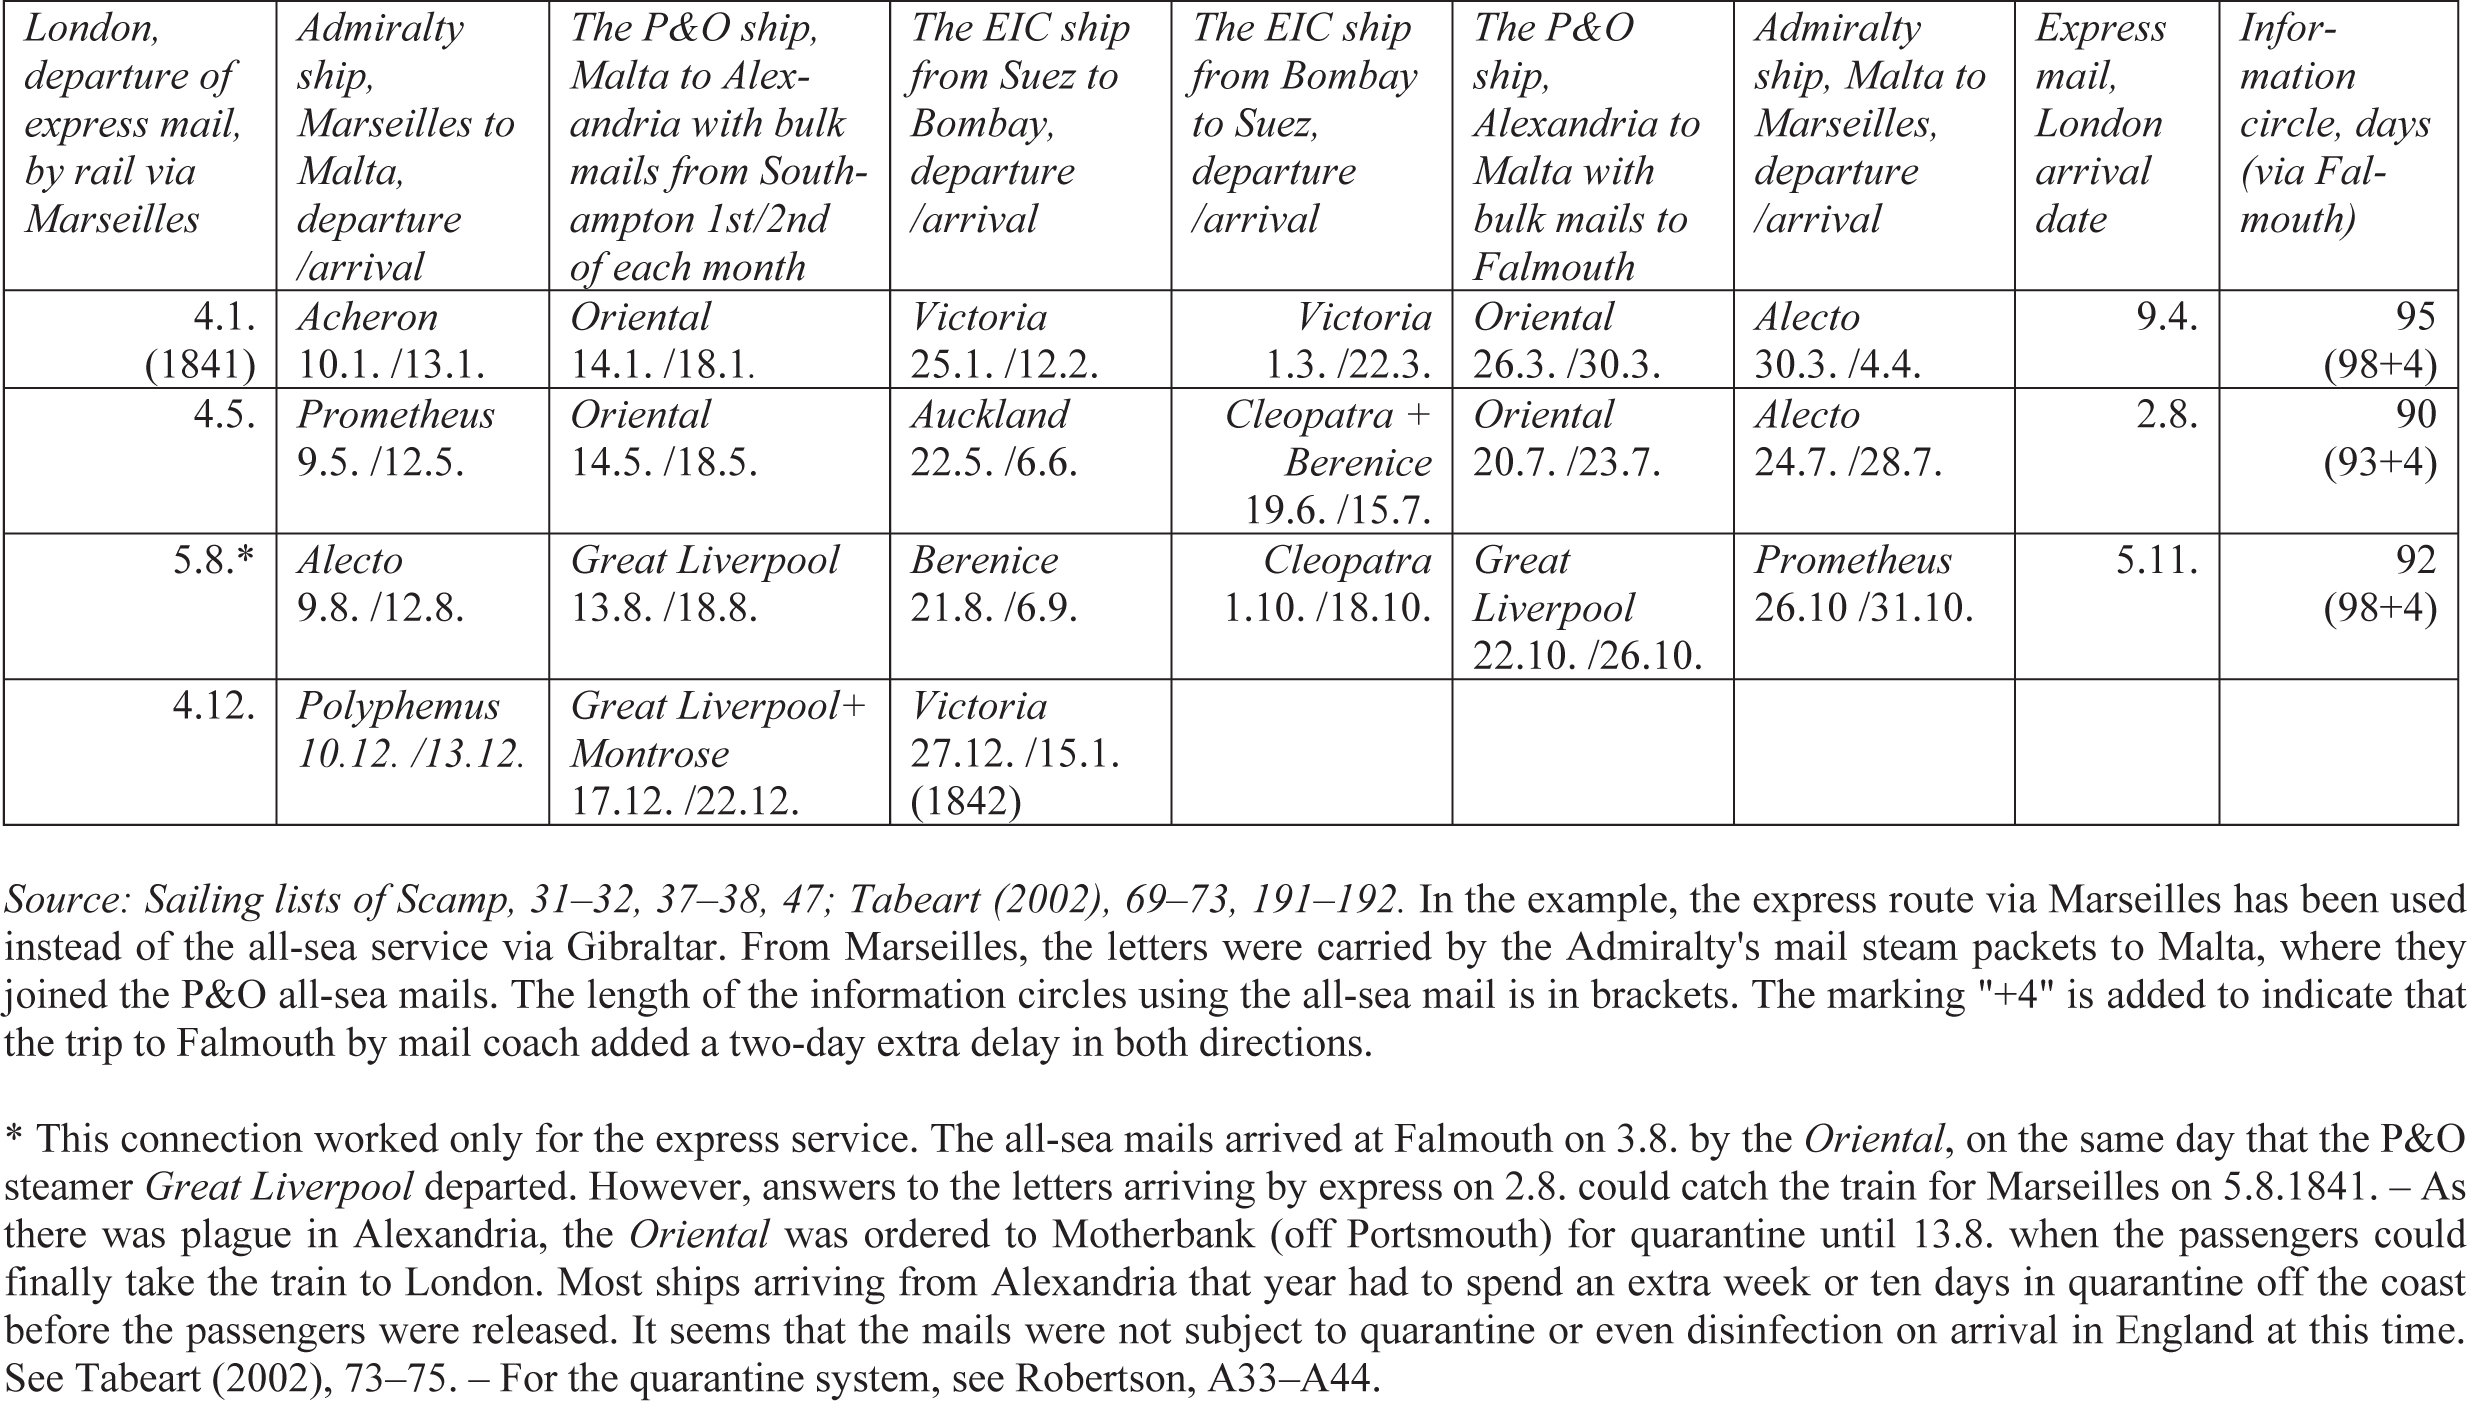 London,
departure of
express mail,
by rail via
Marseilles
Admiralty
ship,
Marseilles to
Malta,
departure
/arrival
The P&O ship,
Malta to Alex-
andria with bulk
mails from South-
ampton 1st/2nd
of each month
The EIC ship
from Suez to
Bombay,
departure
/arrival
The EIC ship
from Bombay
to Suez,
departure
/arrival
The P&O
ship,
Alexandria to
Malta with
bulk mails to
Falmouth
Admiralty
ship, Malta to
Marseilles,
departure
/arrival
Express
mail,
London
arrival
date
Infor-
mation
circle, days
(via Fal-
mouth)
4.1.
(1841)
Acheron
10.1. /13.1.
Oriental
14.1. /18.1.
Victoria
25.1. /12.2.
Victoria
1.3. /22.3.
Oriental
26.3. /30.3.
Alecto
30.3. /4.4.
9.4.
95
(98+4)
4.5.
Prometheus
9.5. /12.5.
Oriental
14.5. /18.5.
Auckland
22.5. /6.6.
Cleopatra +
Berenice
19.6. /15.7.
Oriental
20.7. /23.7.
Alecto
24.7. /28.7.
2.8.
90
(93+4)
5.8.*
Alecto
9.8. /12.8.
Great Liverpool
13.8. /18.8.
Berenice
21.8. /6.9.
Cleopatra
1.10. /18.10.
Great
Liverpool
22.10. /26.10.
Prometheus
26.10 /31.10.
5.11.
92
(98+4)
4.12.
Polyphemus
10.12. /13.12.
Great Liverpool+
Montrose
17.12. /22.12.
Victoria
27.12. /15.1.
(1842)
Source: Sailing lists of Scamp, 31–32, 37–38, 47; Tabeart (2002), 69–73, 191–192. In the example, the express route via Marseilles has been used
instead of the all-sea service via Gibraltar. From Marseilles, the letters were carried by the Admiralty's mail steam packets to Malta, where they
joined the P&O all-sea mails. The length of the information circles using the all-sea mail is in brackets. The marking "+4" is added to indicate that
the trip to Falmouth by mail coach added a two-day extra delay in both directions.
* This connection worked only for the express service. The all-sea mails arrived at Falmouth on 3.8. by the Oriental, on the same day that the P&O
steamer Great Liverpool departed. However, answers to the letters arriving by express on 2.8. could catch the train for Marseilles on 5.8.1841. – As
there was plague in Alexandria, the Oriental was ordered to Motherbank (off Portsmouth) for quarantine until 13.8. when the passengers could
finally take the train to London. Most ships arriving from Alexandria that year had to spend an extra week or ten days in quarantine off the coast
before the passengers were released. It seems that the mails were not subject to quarantine or even disinfection on arrival in England at this time.
See Tabeart (2002), 73–75. – For the quarantine system, see Robertson, A33–A44.